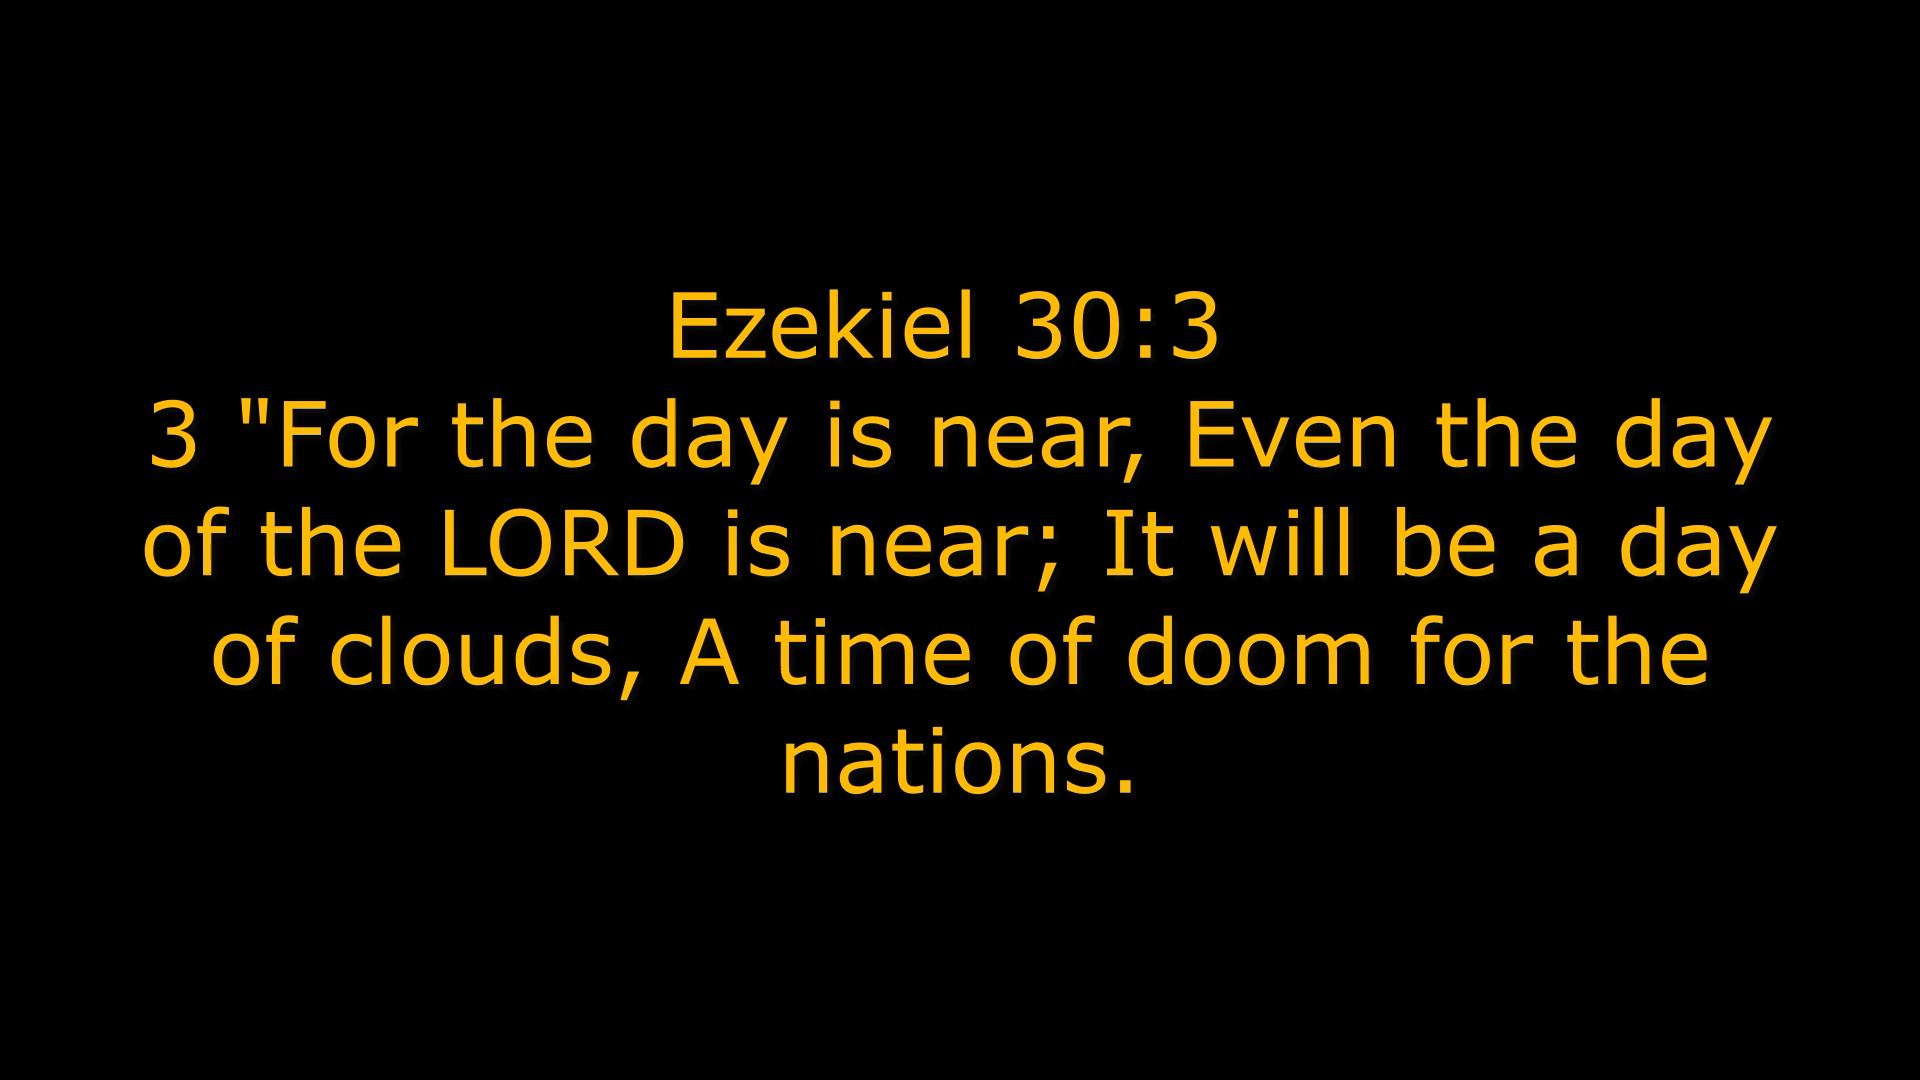 Ezekiel 30:3
3 "For the day is near, Even the day
of the LORD is near; It will be a day
of clouds, A time of doom for the
nations.